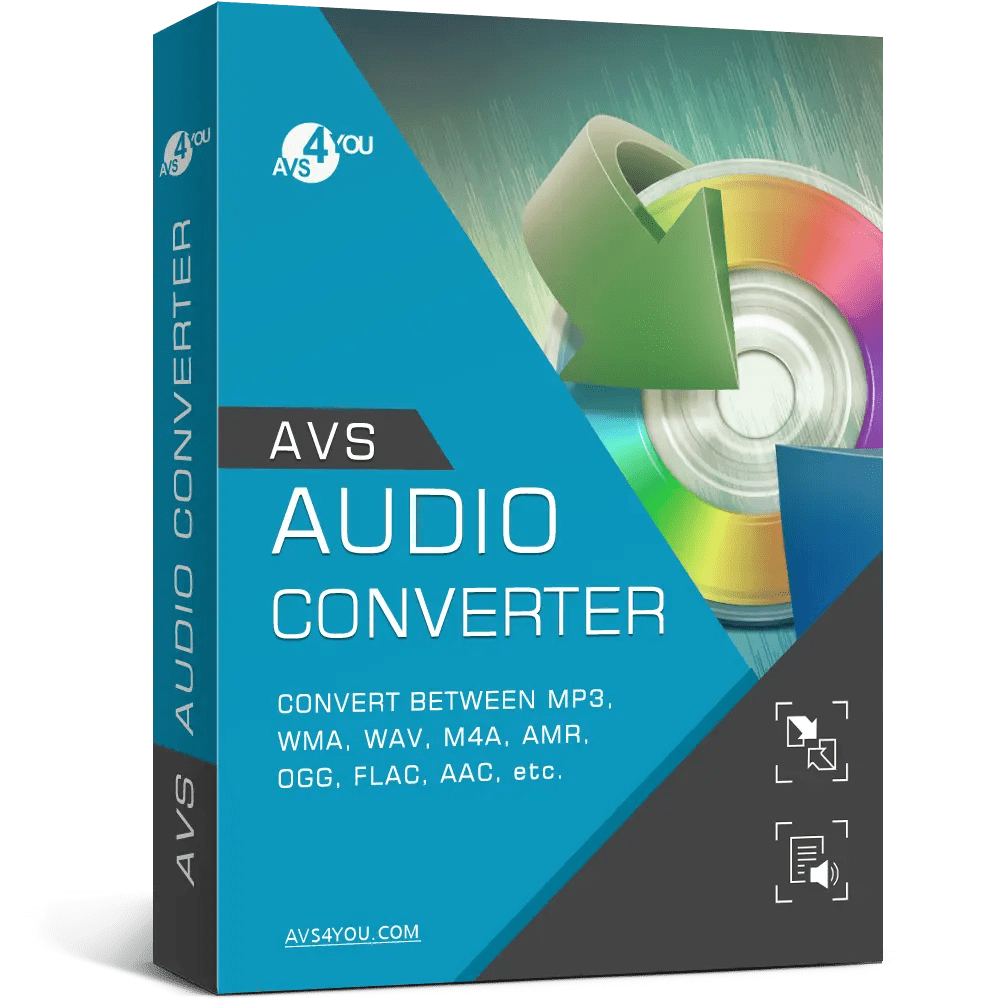 AVS4YOU
AVS AUDIO CONVERTER
AVS4YOU
AVS
AUDIO
CONVERTER
CONVERT BETWEEN MP3,
WMA, WAV, M4A, AMR,
OGG, FLAC, AAC, etc.
AVS4YOU.COM